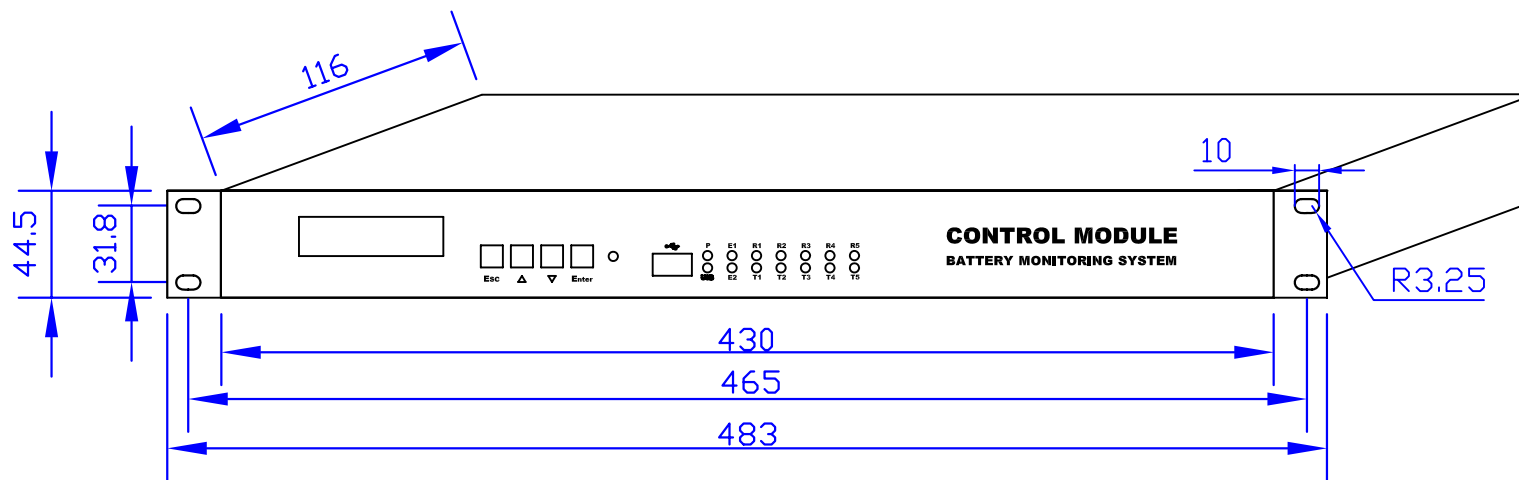 116
10
44.5
31.8
P E1 R1 R2 R3 R4 R5
CONTROL MODULE
BATTERY MONITORING SYSTEM
Esc Enter
USB E2 T1 T2 T3 T4 T5
R3.25
430
465
483